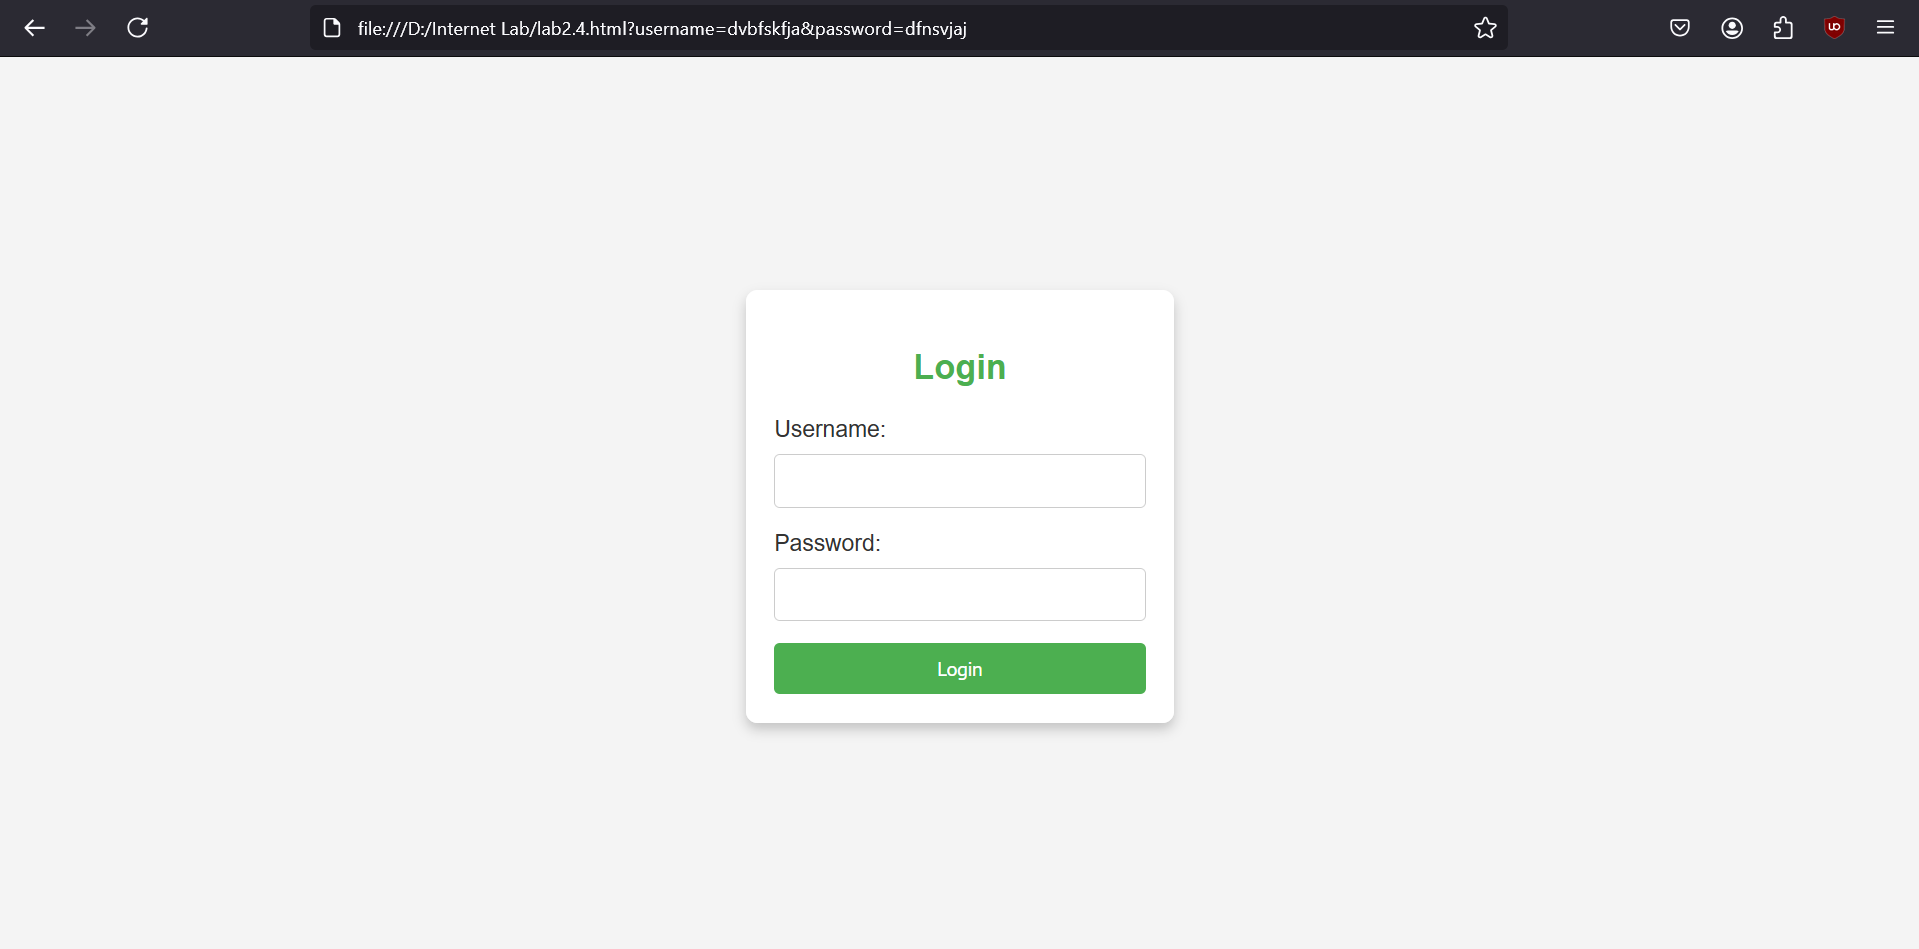 file:///D:/Internet Lab/lab2.4.html?username=dvbfskfja&password=dfnsvjaj
Login
Username:
Password:
Login